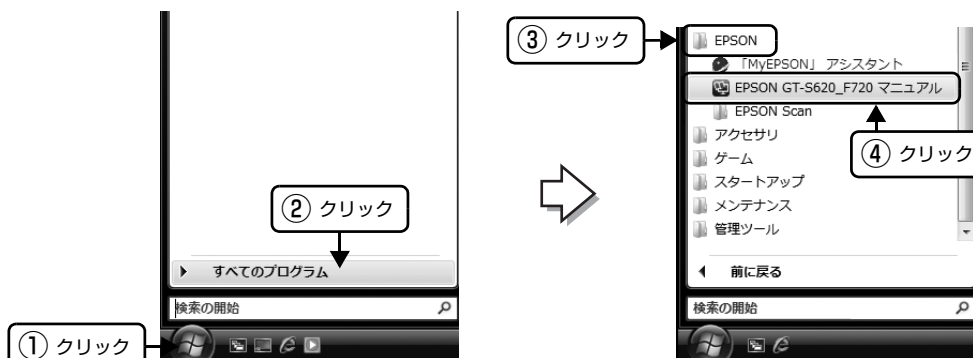 ② クリック
すべてのプログラム
検索の開始
① クリック
③ クリック
EPSON
「MyEPSON」 アシスタント
EPSON GT-S620_F720 マニュアル
EPSON Scan
アクセサリ
④ クリック
ゲーム
スタートアップ
メンテナンス
管理ツール
前に戻る
検索の開始